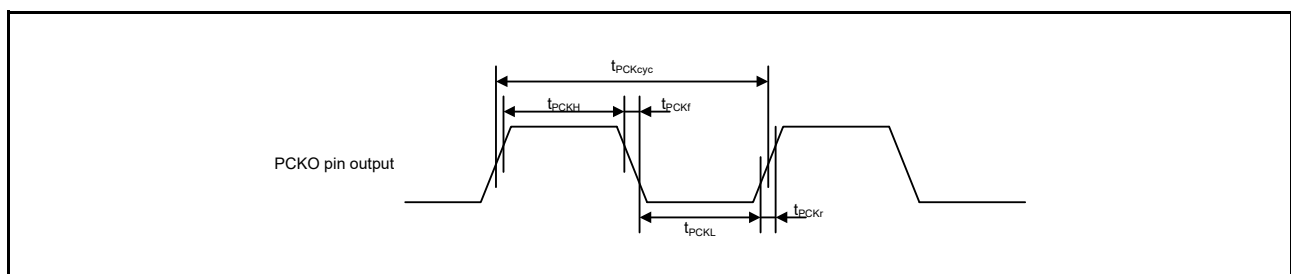 tPCKcyc
tPCKH
tPCKf
PCKO pin output
tPCKr
tPCKL